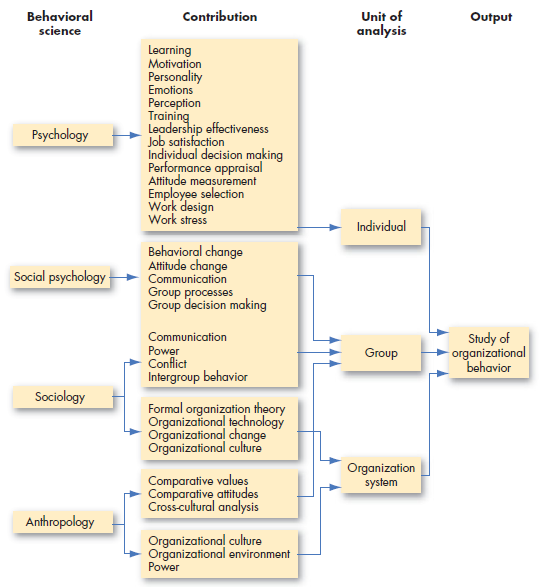 Behavioral
science
Contribution
Unit of
analysis
Output
Psychology
Learning
Motivation
Personality
Emotions
Perception
Training
Leadership effectiveness
Job satisfaction
Individual decision making
Performance appraisal
Attitude measurement
Employee selection
Work design
Work stress
Individual
Social psychology
Behavioral change
Attitude change
Communication
Group processes
Group decision making
Communication
Power
Conflict
Intergroup behavior
Group
Study of
organizational
behavior
Sociology
Formal organization theory
Organizational technology
Organizational change
Organizational culture
Organization
system
Anthropology
Comparative values
Comparative attitudes
Cross-cultural analysis
Organizational culture
Organizational environment
Power